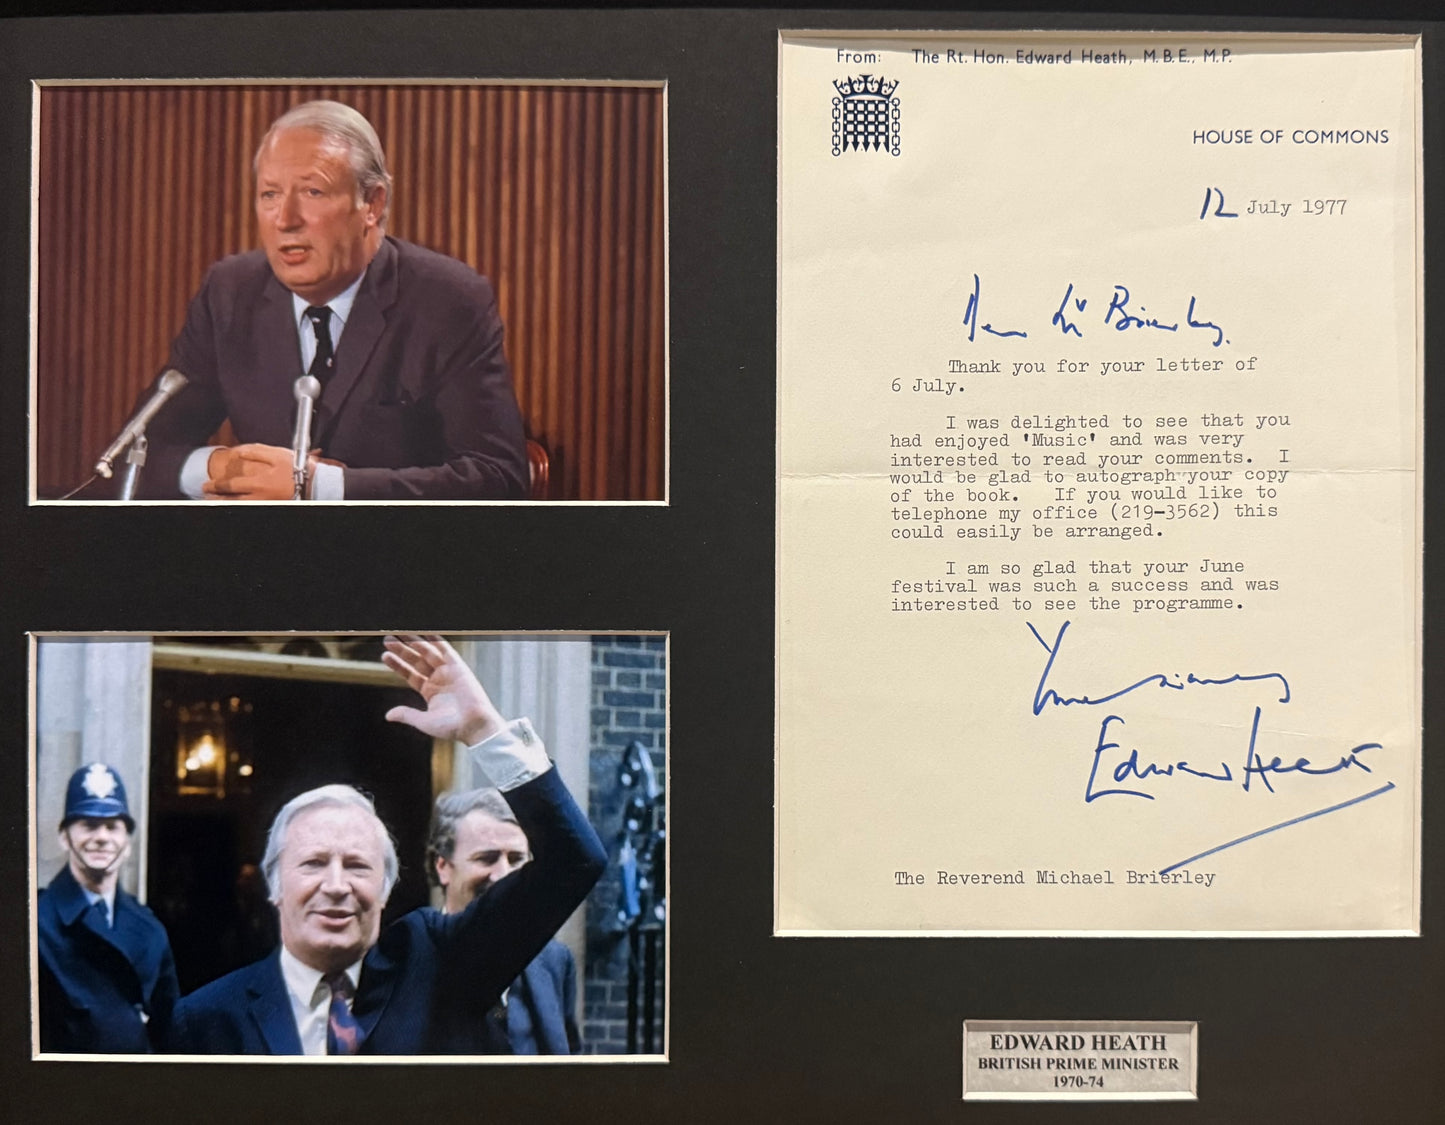 From: The Rt. Hon. Edward Heath, M.B.E., M.P.
HOUSE OF COMMONS
12 July 1977
Dear Mr Brierley,
Thank you for your letter of
6 July.
I was delighted to see that you
had enjoyed 'Music' and was very
interested to read your comments. I
would be glad to autograph your copy
of the book. If you would like to
telephone my office (219-3562) this
could easily be arranged.
I am so glad that your June
festival was such a success and was
interested to see the programme.
Yours sincerely
Edward Heath
The Reverend Michael Brierley
EDWARD HEATH
BRITISH PRIME MINISTER
1970-74